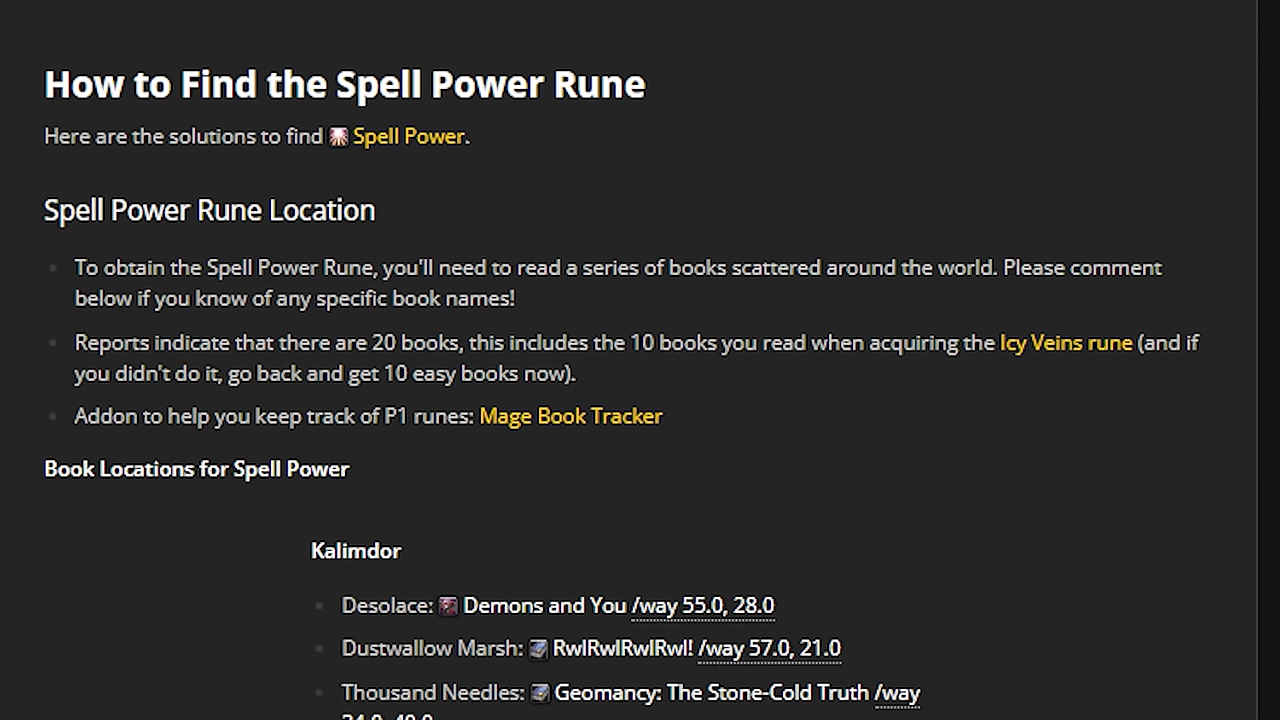 How to Find the Spell Power Rune
Here are the solutions to find Spell Power.
Spell Power Rune Location
To obtain the Spell Power Rune, you'll need to read a series of books scattered around the world. Please comment
below if you know of any specific book names!
Reports indicate that there are 20 books, this includes the 10 books you read when acquiring the Icy Veins rune (and if
you didn't do it, go back and get 10 easy books now).
Addon to help you keep track of P1 runes: Mage Book Tracker
Book Locations for Spell Power
Kalimdor
Desolace: Demons and You /way 55.0, 28.0
Dustwallow Marsh: RwlRwlRwlRwl! /way 57.0, 21.0
Thousand Needles: Geomancy: The Stone-Cold Truth /way